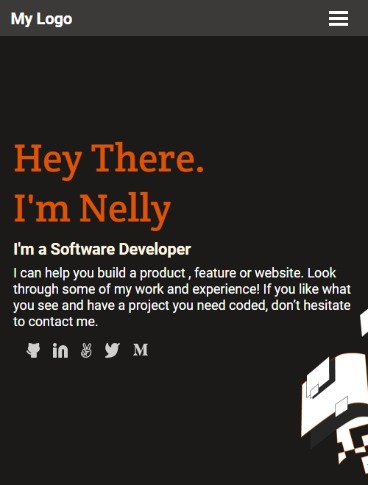 My Logo
Hey There.
I'm Nelly
I'm a Software Developer
I can help you build a product , feature or website. Look
through some of my work and experience! If you like what
you see and have a project you need coded, don't hesitate
to contact me.